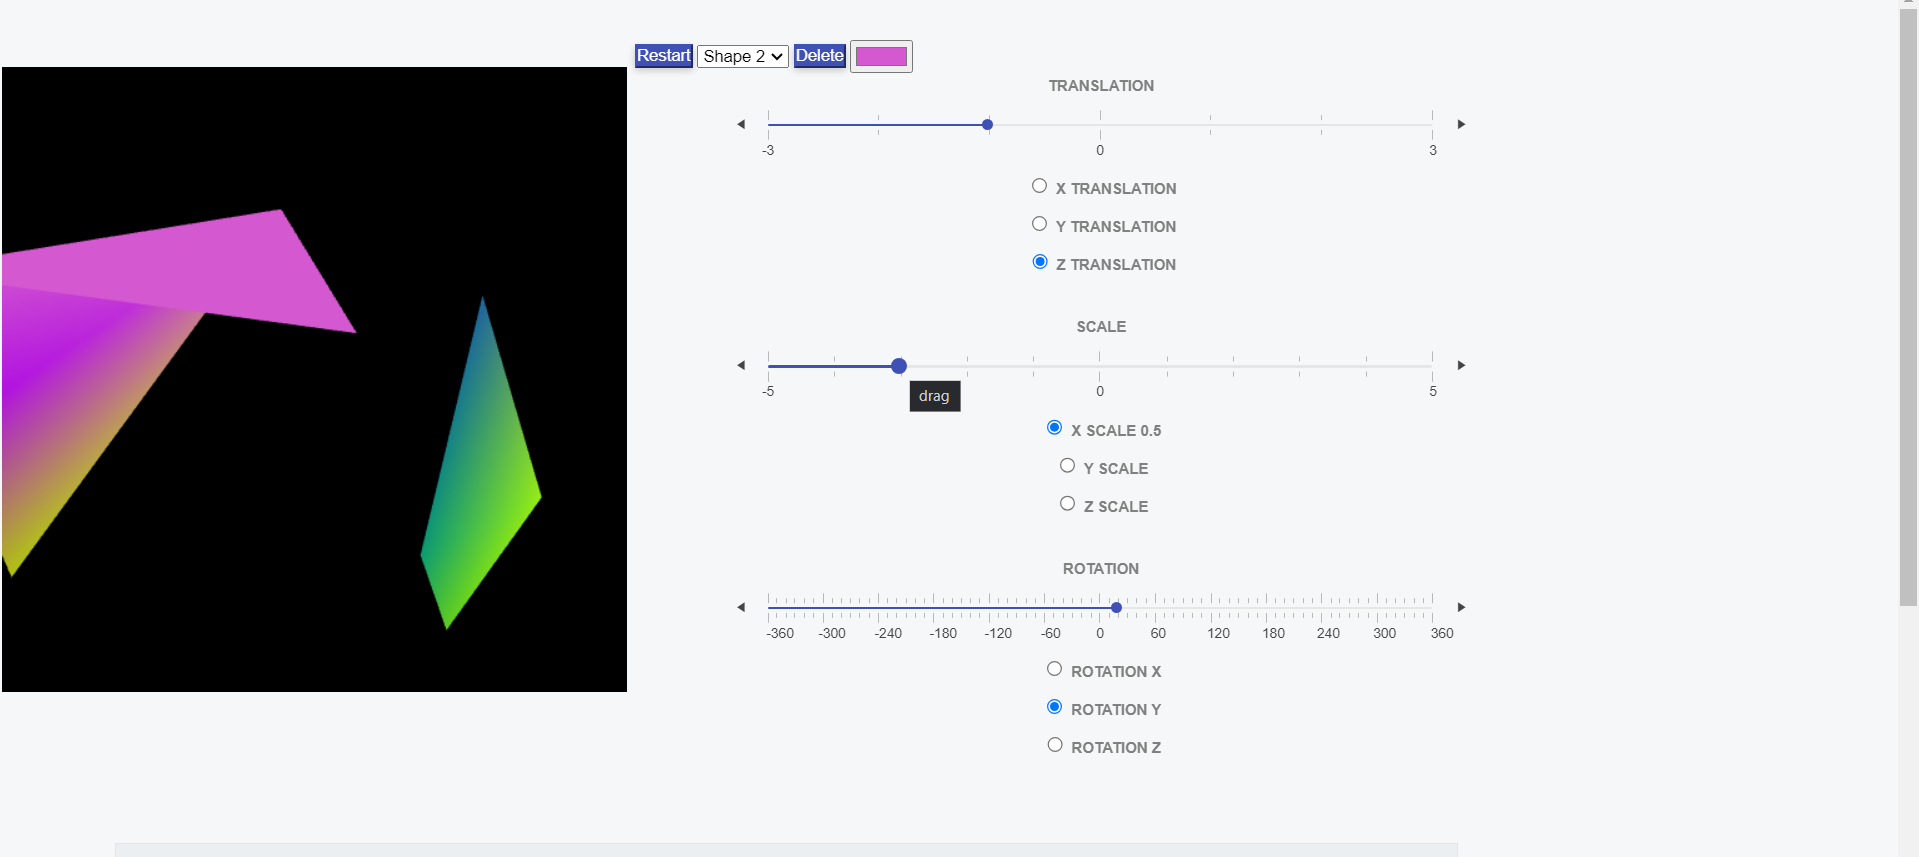 Restart Shape 2 Delete
TRANSLATION
-3 0 3
X TRANSLATION
Y TRANSLATION
Z TRANSLATION
SCALE
-5 0 5
drag
X SCALE 0.5
Y SCALE
Z SCALE
ROTATION
-360 -300 -240 -180 -120 -60 0 60 120 180 240 300 360
ROTATION X
ROTATION Y
ROTATION Z